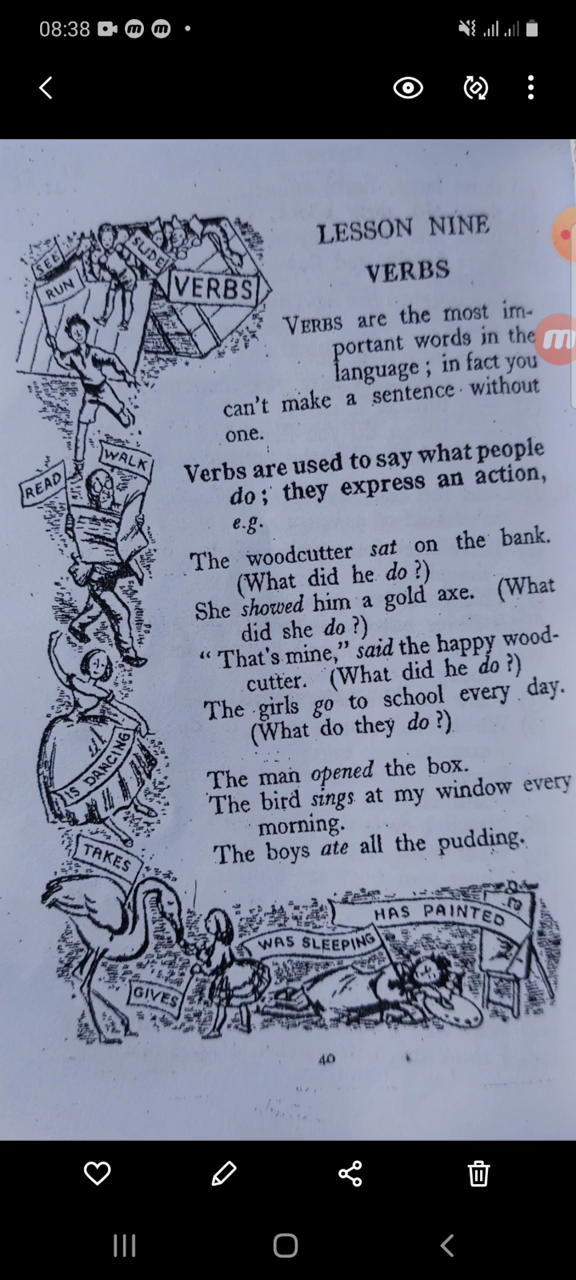 08:38
LESSON NINE
VERBS
SEE
SLIDE
RUN
VERBS
VERBS are the most im-
portant words in the
language ; in fact you
can't make a sentence without
one.
WALK
READ
Verbs are used to say what people
do ; they express an action,
e.g.
The woodcutter sat on the bank.
(What did he do ?)
She showed him a gold axe. (What
did she do ?)
“ That's mine,” said the happy wood-
cutter. (What did he do ?)
The girls go to school every day.
(What do they do ?)
IS DANCING
The man opened the box.
The bird sings at my window every
morning.
The boys ate all the pudding.
TAKES
HAS PAINTED
WAS SLEEPING
GIVES
40